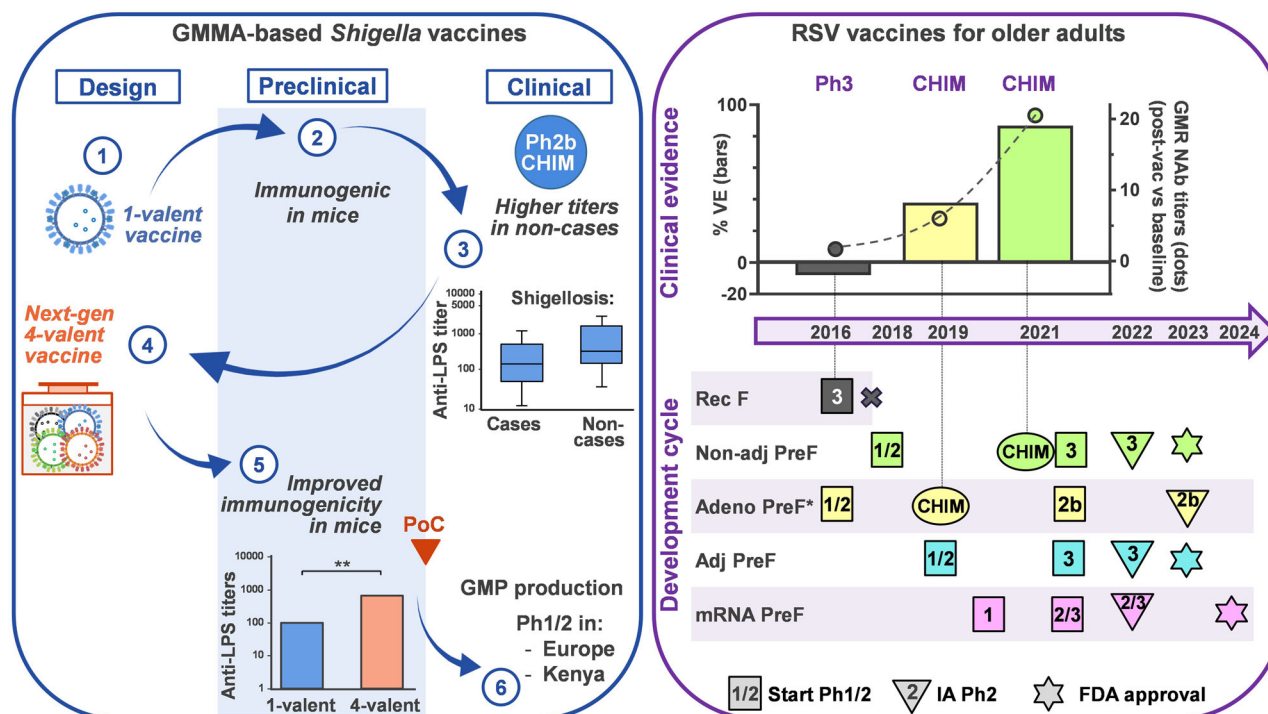 GMMA-based Shigella vaccines
Design
Preclinical
Clinical
1
2
Ph2b
CHIM
1-valent
vaccine
Immunogenic
in mice
Higher titers
in non-cases
3
Next-gen
4-valent
vaccine
4
Shigellosis:
Anti-LPS titer
10000
5000
1000
100
10
Cases
Non-
cases
5
Improved
immunogenicity
in mice
PoC
**
Anti-LPS titers
10000
1000
100
10
1
1-valent
4-valent
GMP production
Ph1/2 in:
- Europe
- Kenya
6
RSV vaccines for older adults
Clinical evidence
Ph3
CHIM
CHIM
% VE (bars)
100
0
-20
20
10
0
GMR NAb titers (dots)
(post-vac vs baseline)
2016
2018
2019
2021
2022
2023
2024
Development cycle
Rec F
3
Non-adj PreF
1/2
CHIM
3
3
Adeno PreF*
1/2
CHIM
2b
2b
Adj PreF
1/2
3
3
mRNA PreF
1
2/3
2/3
1/2
Start Ph1/2
2
IA Ph2
FDA approval